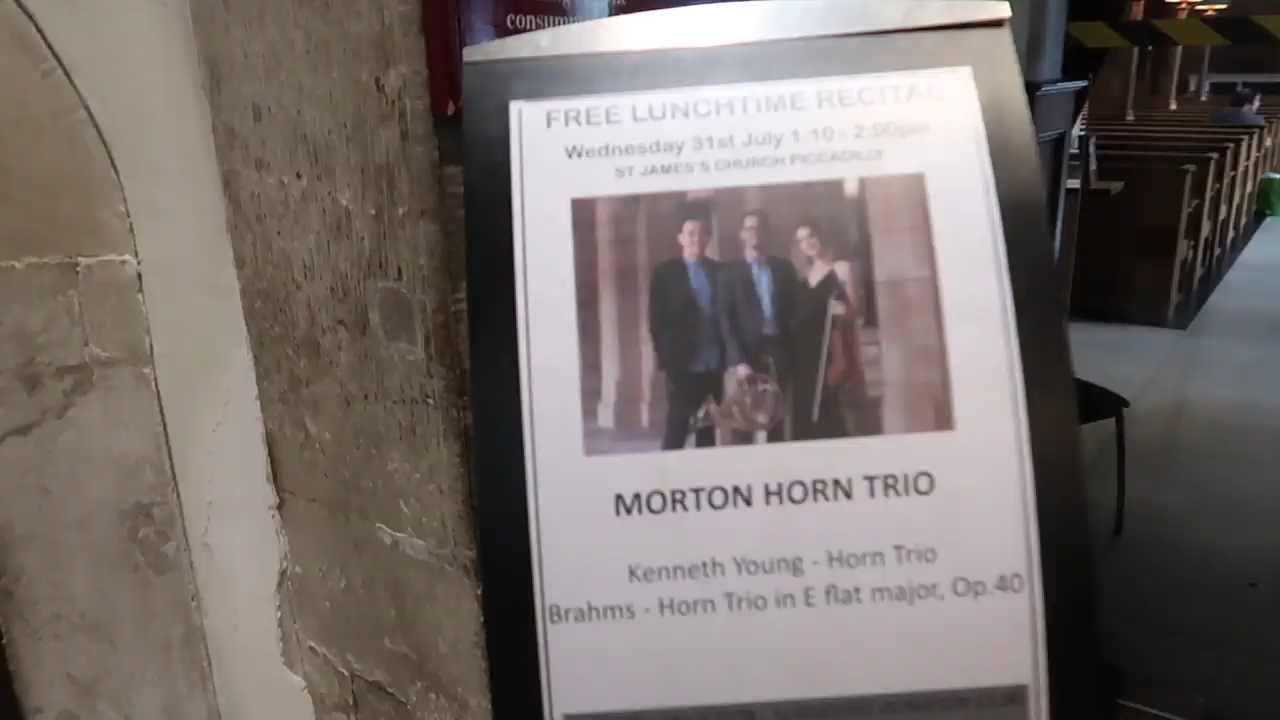 consum
FREE LUNCHTIME RECITAL
Wednesday 31st July 1:10 - 2:00pm
ST JAMES'S CHURCH PICCADILLY
MORTON HORN TRIO
Kenneth Young - Horn Trio
Brahms - Horn Trio in E flat major, Op.40